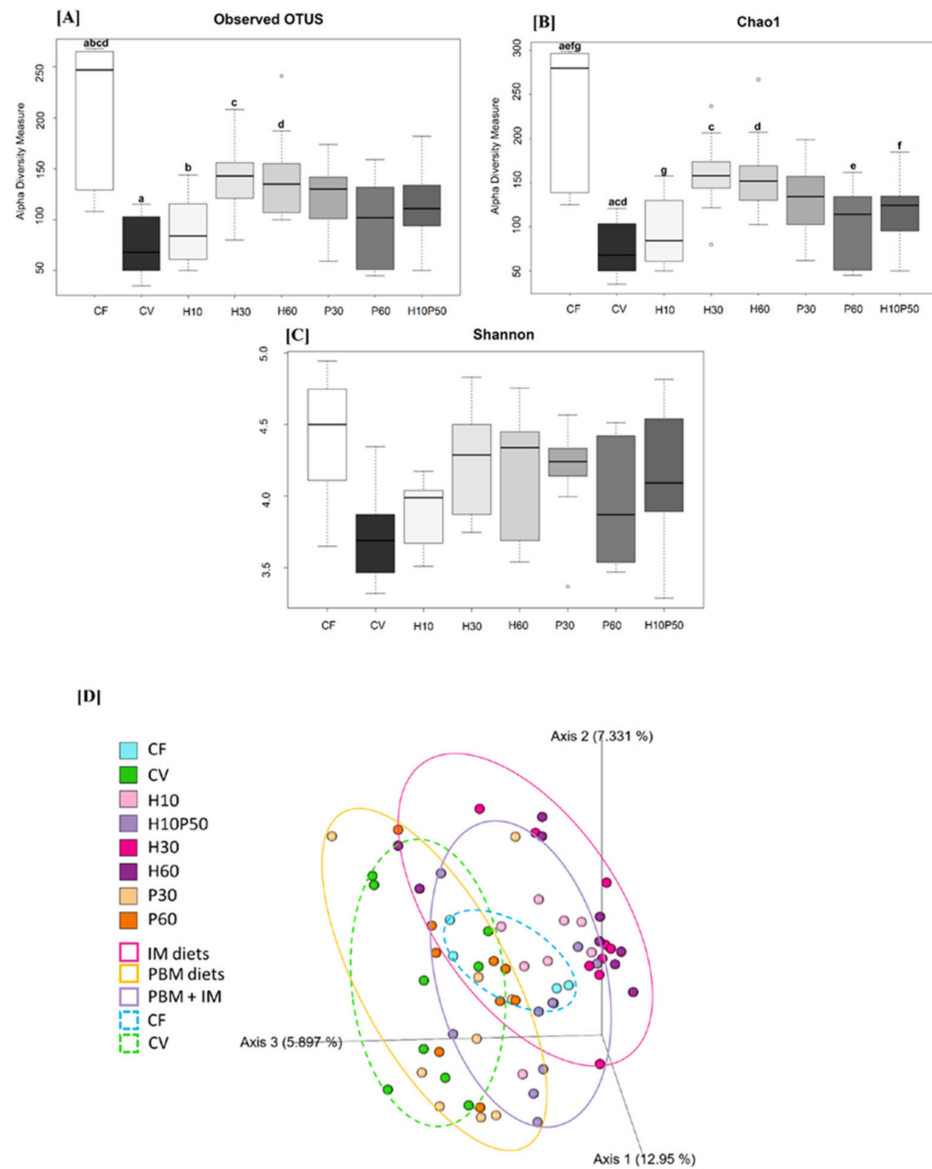 [A]
Observed OTUS
Alpha Diversity Measure
250
200
150
100
50
abcd
a
b
c
d
CF
CV
H10
H30
H60
P30
P60
H10P50
[B]
Chao1
Alpha Diversity Measure
300
250
200
150
100
50
aefg
acd
g
c
d
e
f
CF
CV
H10
H30
H60
P30
P60
H10P50
[C]
Shannon
5.0
4.5
4.0
3.5
CF
CV
H10
H30
H60
P30
P60
H10P50
[D]
CF
CV
H10
H10P50
H30
H60
P30
P60
IM diets
PBM diets
PBM + IM
CF
CV
Axis 2 (7.331 %)
Axis 3 (5.897 %)
Axis 1 (12.95 %)